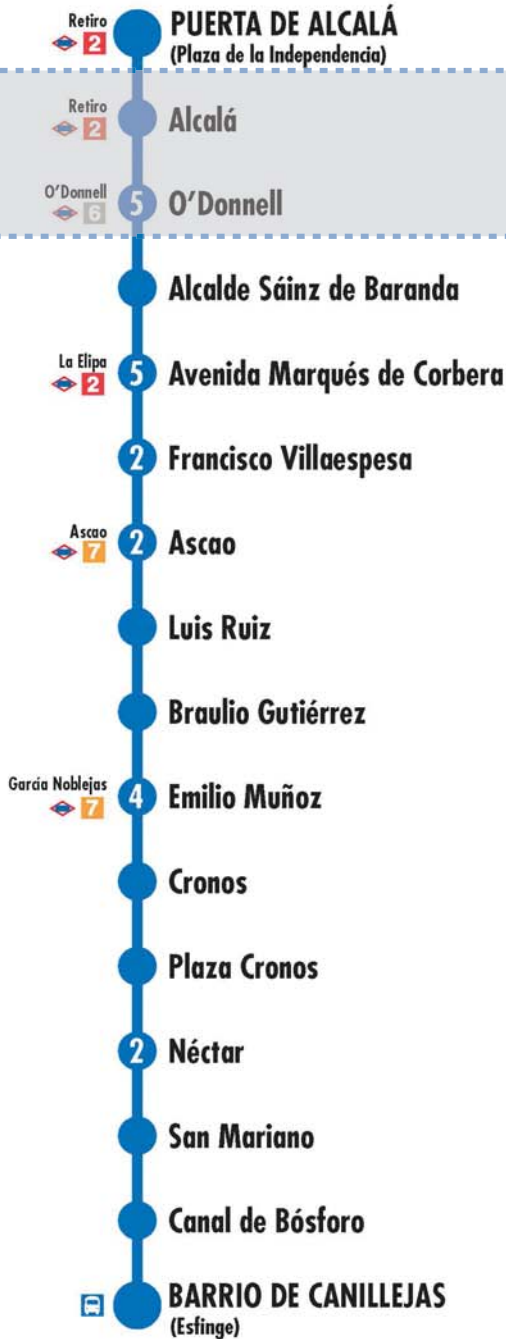 Retiro
2
PUERTA DE ALCALÁ
(Plaza de la Independencia)
Retiro
2
Alcalá
O'Donnell
6
5
O'Donnell
Alcalde Sáinz de Baranda
La Elipa
2
5
Avenida Marqués de Corbera
2
Francisco Villaespesa
Ascao
7
2
Ascao
Luis Ruiz
Braulio Gutiérrez
García Noblejas
7
4
Emilio Muñoz
Cronos
Plaza Cronos
2
Néctar
San Mariano
Canal de Bósforo
BARRIO DE CANILLEJAS
(Esfinge)